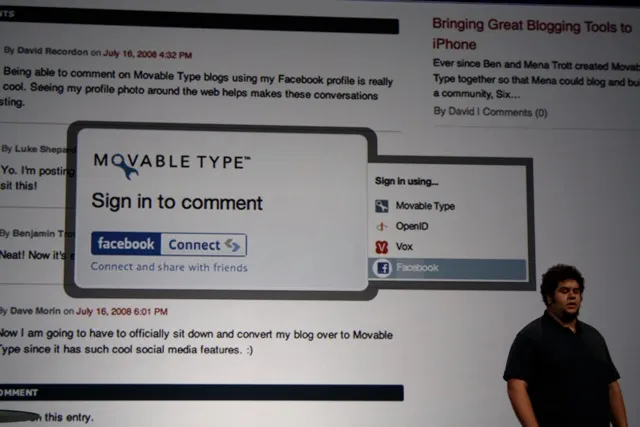 NTS
By David Recordon on July 16, 2008 4:32 PM
Being able to comment on Movable Type blogs using my Facebook profile is really
cool. Seeing my profile photo around the web helps makes these conversations
sting.
By Luke Shepar
Yo. I'm posting
sit this!
By Benjamin Tro
Neat! Now it's e
MOVABLE TYPE™
Sign in to comment
facebook Connect
Connect and share with friends
Sign in using...
Movable Type
OpenID
Vox
Facebook
By Dave Morin on July 16, 2008 6:01 PM
Now I am going to have to officially sit down and convert my blog over to Movable
Type since it has such cool social media features. :)
OMMENT
n this entry.
Bringing Great Blogging Tools to
iPhone
Ever since Ben and Mena Trott created Movab
Type together so that Mena could blog and bu
a community, Six...
By David | Comments (0)